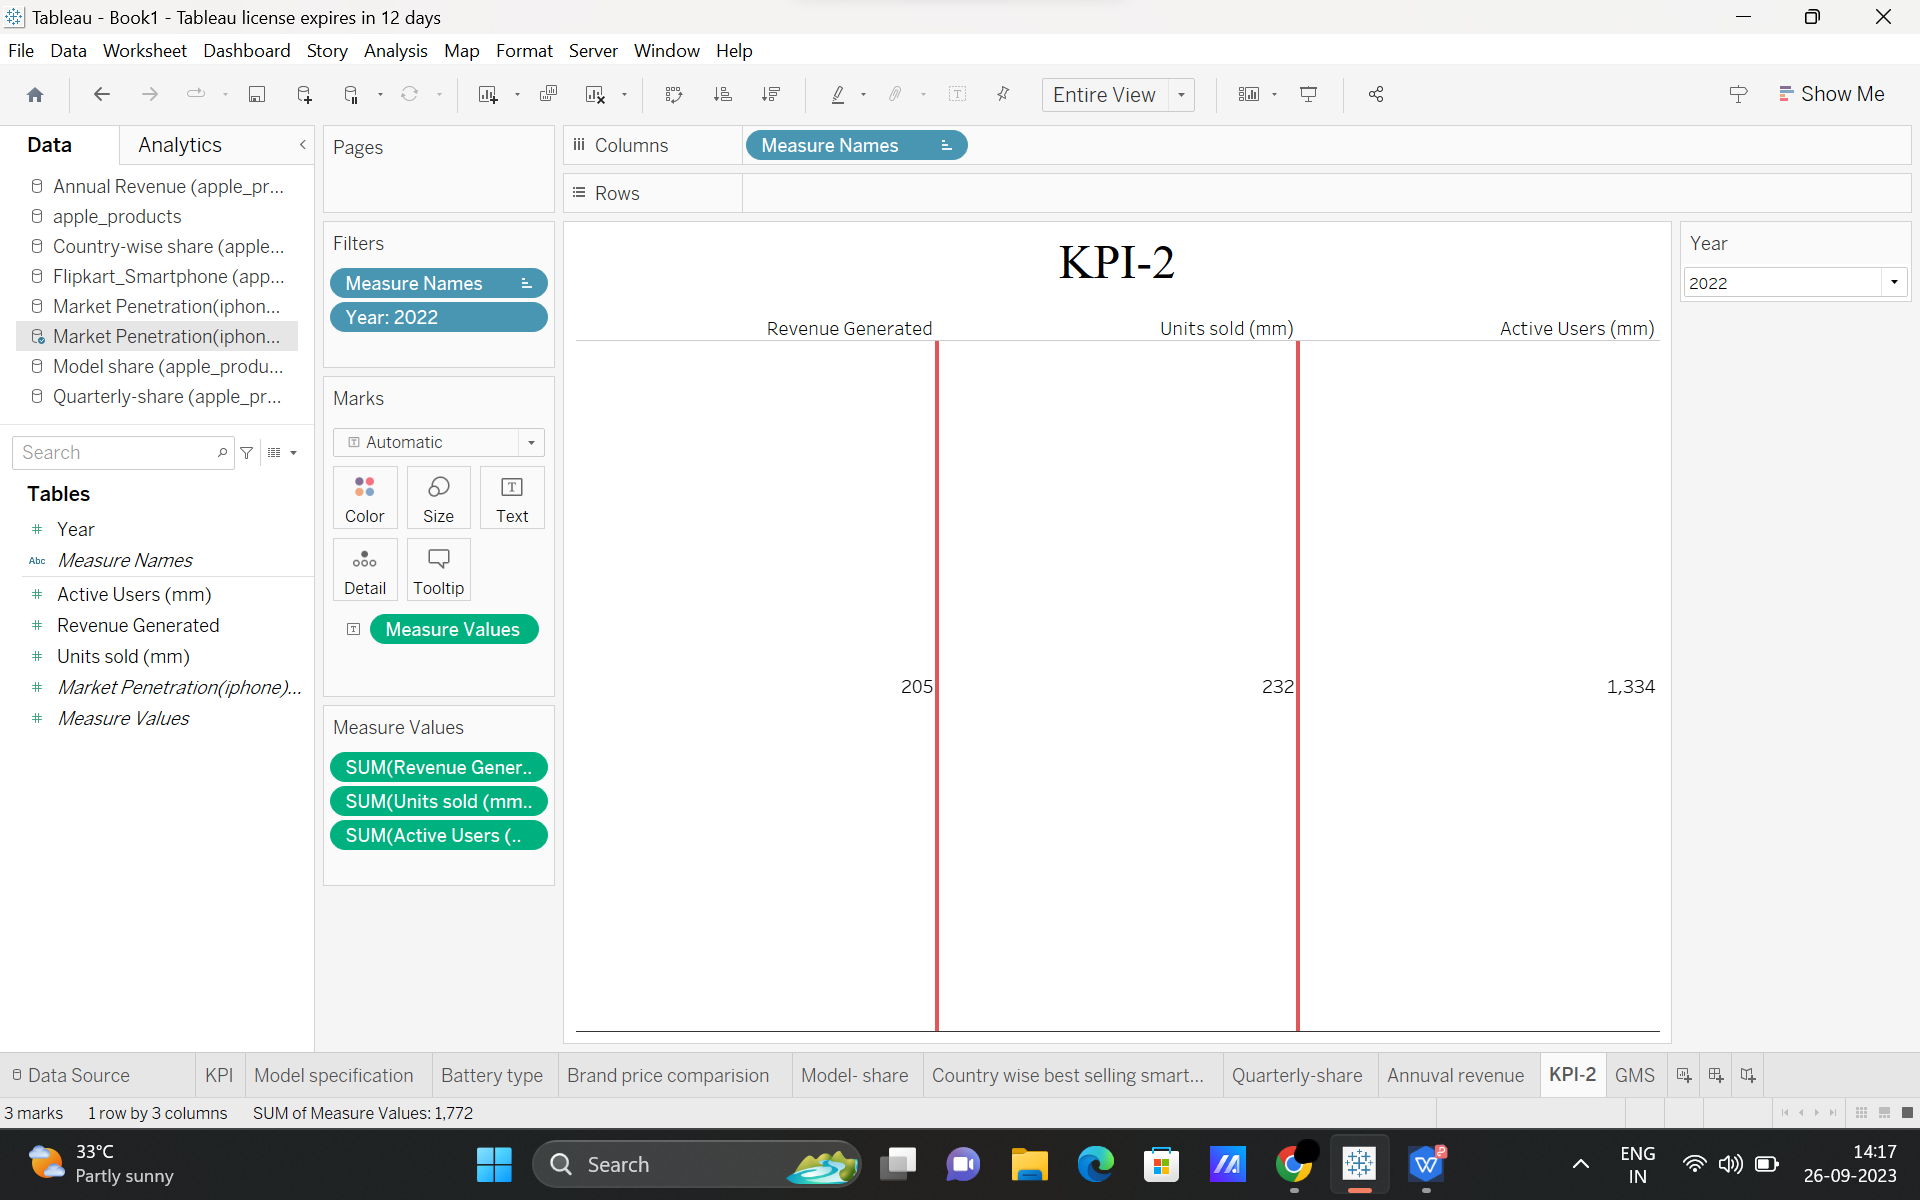 Tableau - Book1 - Tableau license expires in 12 days
File Data Worksheet Dashboard Story Analysis Map Format Server Window Help
Entire View
Show Me
Data
Analytics
Annual Revenue (apple_pr...
apple_products
Country-wise share (apple...
Flipkart_Smartphone (app...
Market Penetration(iphon...
Market Penetration(iphon...
Model share (apple_produ...
Quarterly-share (apple_pr...
Search
Tables
# Year
Abc Measure Names
# Active Users (mm)
# Revenue Generated
# Units sold (mm)
# Market Penetration(iphone)...
# Measure Values
Pages
Filters
Measure Names
Year: 2022
Marks
T Automatic
Color
Size
T
Text
Detail
Tooltip
T Measure Values
Measure Values
SUM(Revenue Gener..
SUM(Units sold (mm..
SUM(Active Users (..
Columns
Measure Names
Rows
KPI-2
Revenue Generated
Units sold (mm)
Active Users (mm)
205
232
1,334
Year
2022
Data Source
KPI
Model specification
Battery type
Brand price comparision
Model- share
Country wise best selling smart...
Quarterly-share
Annuval revenue
KPI-2
GMS
3 marks
1 row by 3 columns
SUM of Measure Values: 1,772
33°C
Partly sunny
Search
ENG
IN
14:17
26-09-2023